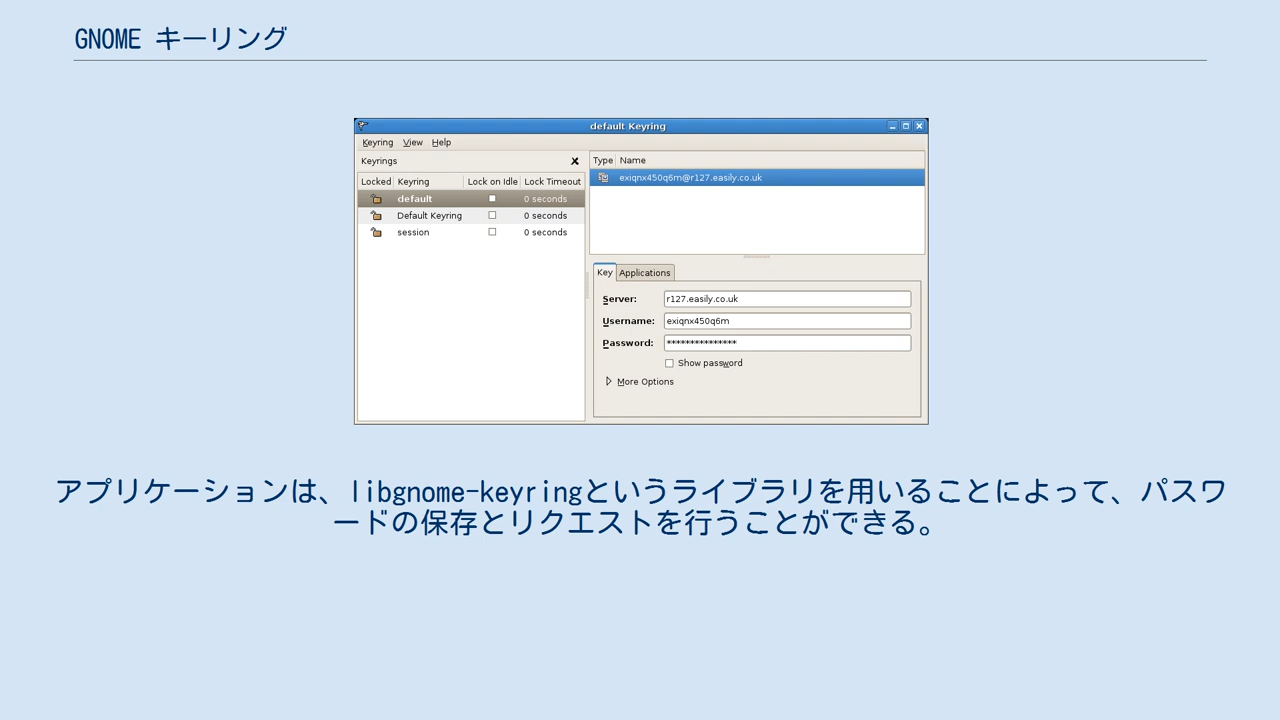 GNOME キーリング
default Keyring
Keyring View Help
Keyrings
Locked Keyring Lock on Idle Lock Timeout
default 0 seconds
Default Keyring 0 seconds
session 0 seconds
Type Name
exiqnx450q6m@r127.easily.co.uk
Key Applications
Server: r127.easily.co.uk
Username: exiqnx450q6m
Password: ***************
Show password
More Options
アプリケーションは、libgnome-keyringというライブラリを用いることによって、パスワ
ードの保存とリクエストを行うことができる。